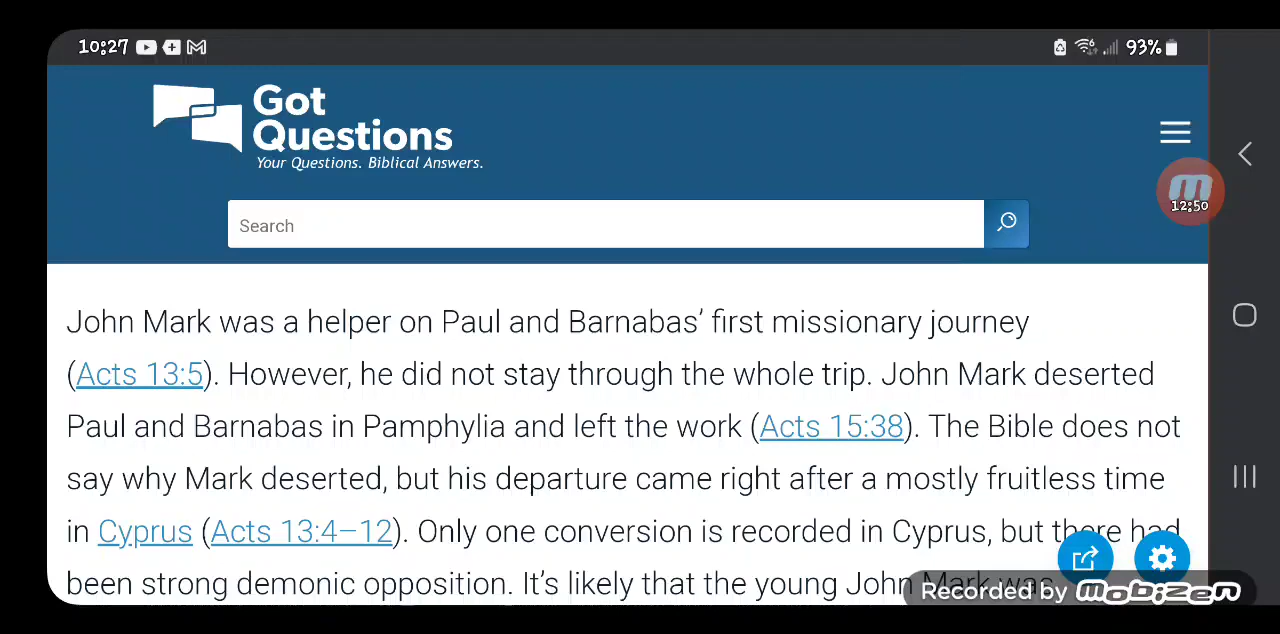 10:27
93%
Got
Questions
Your Questions. Biblical Answers.
12:50
Search
John Mark was a helper on Paul and Barnabas’ first missionary journey
(Acts 13:5). However, he did not stay through the whole trip. John Mark deserted
Paul and Barnabas in Pamphylia and left the work (Acts 15:38). The Bible does not
say why Mark deserted, but his departure came right after a mostly fruitless time
in Cyprus (Acts 13:4–12). Only one conversion is recorded in Cyprus, but there had
been strong demonic opposition. It’s likely that the young John Mark was
Recorded by mobizen